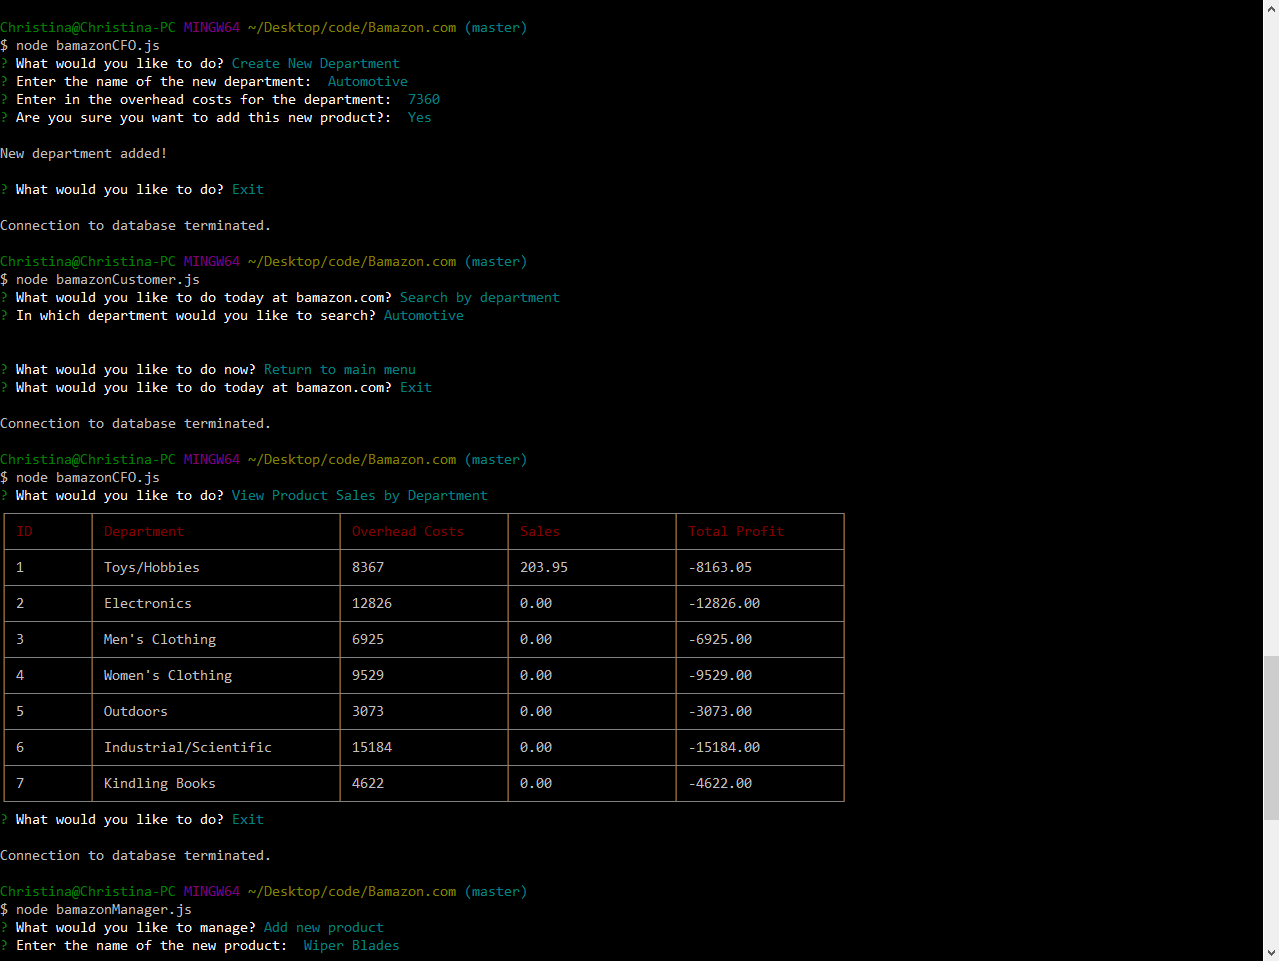 Christina@Christina-PC MINGW64 ~/Desktop/code/Bamazon.com (master)
$ node bamazonCFO.js
? What would you like to do? Create New Department
? Enter the name of the new department:  Automotive
? Enter in the overhead costs for the department:  7360
? Are you sure you want to add this new product?:  Yes
New department added!
? What would you like to do? Exit
Connection to database terminated.
Christina@Christina-PC MINGW64 ~/Desktop/code/Bamazon.com (master)
$ node bamazonCustomer.js
? What would you like to do today at bamazon.com? Search by department
? In which department would you like to search? Automotive
? What would you like to do now? Return to main menu
? What would you like to do today at bamazon.com? Exit
Connection to database terminated.
Christina@Christina-PC MINGW64 ~/Desktop/code/Bamazon.com (master)
$ node bamazonCFO.js
? What would you like to do? View Product Sales by Department
ID Department Overhead Costs Sales Total Profit
1 Toys/Hobbies 8367 203.95 -8163.05
2 Electronics 12826 0.00 -12826.00
3 Men's Clothing 6925 0.00 -6925.00
4 Women's Clothing 9529 0.00 -9529.00
5 Outdoors 3073 0.00 -3073.00
6 Industrial/Scientific 15184 0.00 -15184.00
7 Kindling Books 4622 0.00 -4622.00
? What would you like to do? Exit
Connection to database terminated.
Christina@Christina-PC MINGW64 ~/Desktop/code/Bamazon.com (master)
$ node bamazonManager.js
? What would you like to manage? Add new product
? Enter the name of the new product:  Wiper Blades